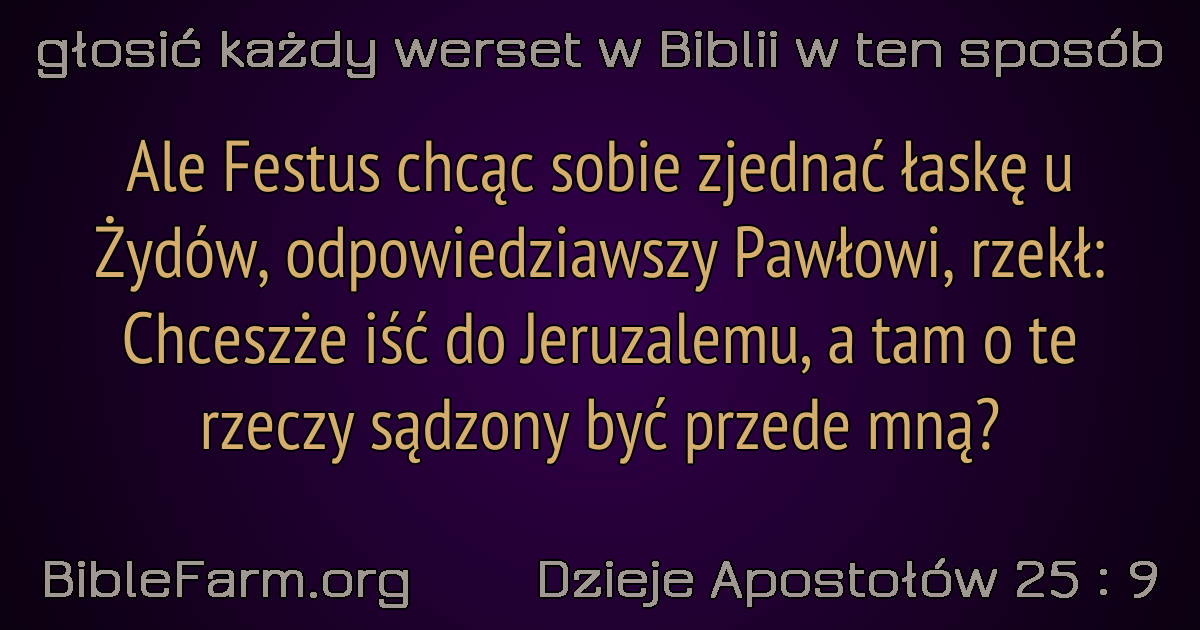 głosić każdy werset w Biblii w ten sposób
Ale Festus chcąc sobie zjednać łaskę u
Żydów, odpowiedziawszy Pawłowi, rzekł:
Chceszże iść do Jeruzalemu, a tam o te
rzeczy sądzony być przede mną?
BibleFarm.org Dzieje Apostołów 25 : 9